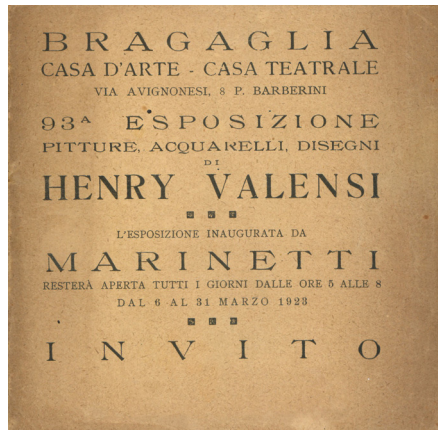 BRAGAGLIA
CASA D'ARTE - CASA TEATRALE
VIA AVIGNONESI, 8 P. BARBERINI
93ᴬ ESPOSIZIONE
PITTURE, ACQUARELLI, DISEGNI
DI
HENRY VALENSI
L'ESPOSIZIONE INAUGURATA DA
MARINETTI
RESTERÀ APERTA TUTTI I GIORNI DALLE ORE 5 ALLE 8
DAL 6 AL 31 MARZO 1923
INVITO